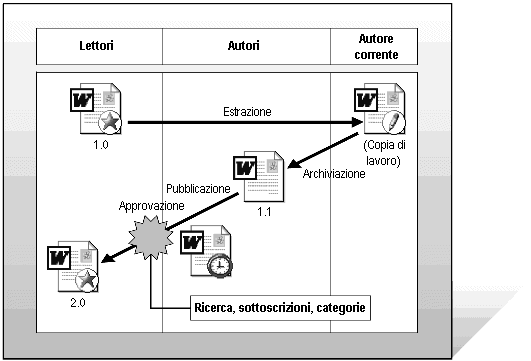 Lettori
Autori
Autore
corrente
W
W
Estrazione
1.0
(Copia di
lavoro)
W
Archiviazione
Pubblicazione
1.1
Approvazione
W
W
2.0
Ricerca, sottoscrizioni, categorie